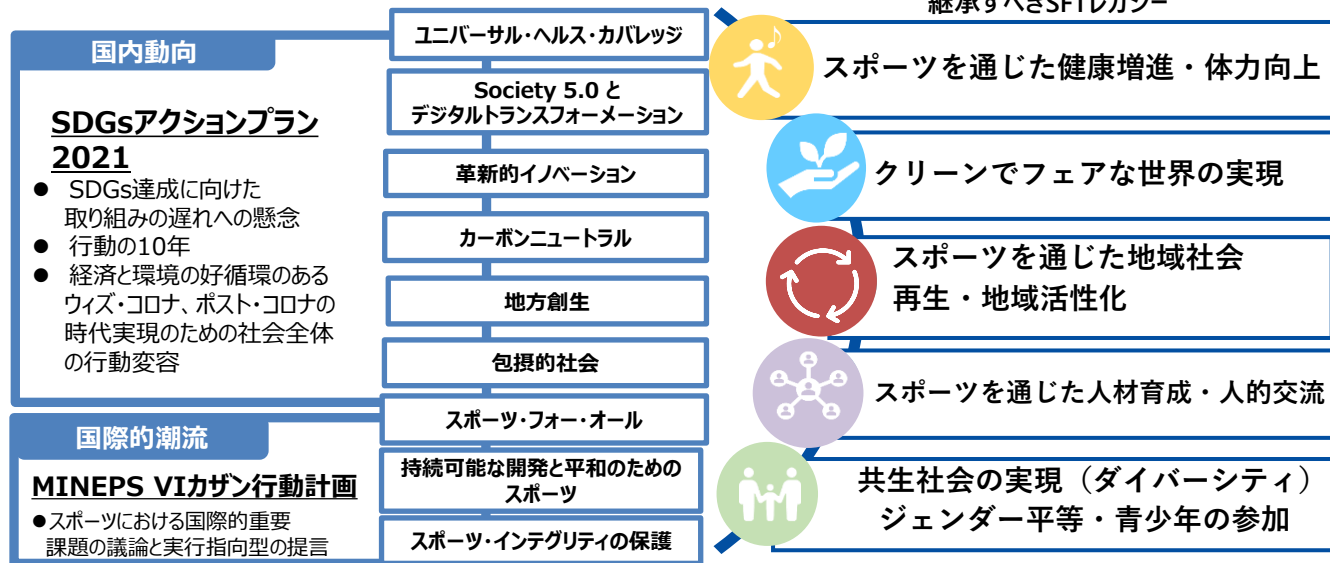 国内動向
SDGsアクションプラン
2021
● SDGs達成に向けた
取り組みの遅れへの懸念
● 行動の10年
● 経済と環境の好循環のある
ウィズ・コロナ、ポスト・コロナの
時代実現のための社会全体
の行動変容
国際的潮流
MINEPS VIカザン行動計画
●スポーツにおける国際的重要
課題の議論と実行指向型の提言
ユニバーサル・ヘルス・カバレッジ
Society 5.0 と
デジタルトランスフォーメーション
革新的イノベーション
カーボンニュートラル
地方創生
包摂的社会
スポーツ・フォー・オール
持続可能な開発と平和のための
スポーツ
スポーツ・インテグリティの保護
継承すべきSFTレガシー
スポーツを通じた健康増進・体力向上
クリーンでフェアな世界の実現
スポーツを通じた地域社会
再生・地域活性化
スポーツを通じた人材育成・人的交流
共生社会の実現（ダイバーシティ）
ジェンダー平等・青少年の参加